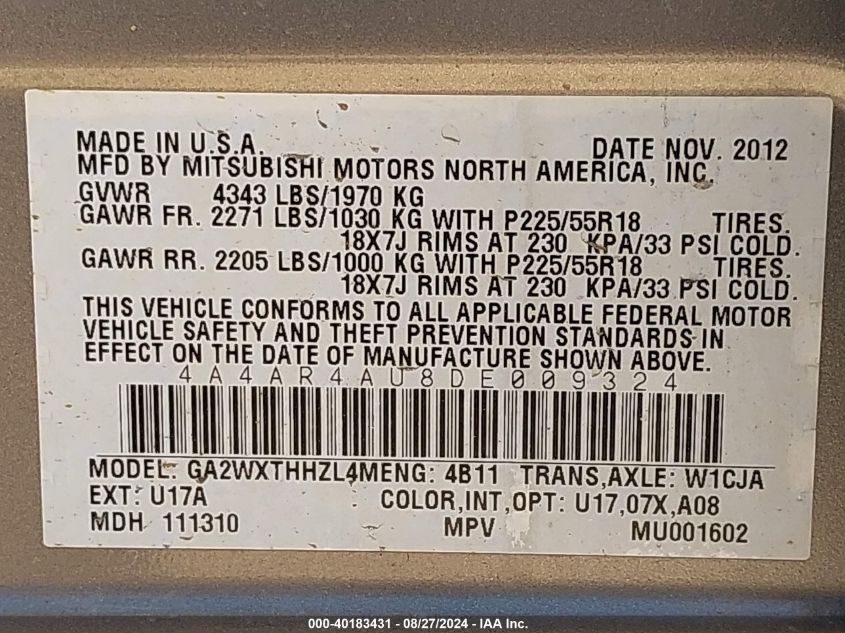 MADE IN U.S.A. DATE NOV. 2012
MFD BY MITSUBISHI MOTORS NORTH AMERICA, INC.
GVWR 4343 LBS/1970 KG
GAWR FR. 2271 LBS/1030 KG WITH P225/55R18 TIRES.
18X7J RIMS AT 230 KPA/33 PSI COLD.
GAWR RR. 2205 LBS/1000 KG WITH P225/55R18 TIRES.
18X7J RIMS AT 230 KPA/33 PSI COLD.
THIS VEHICLE CONFORMS TO ALL APPLICABLE FEDERAL MOTOR
VEHICLE SAFETY AND THEFT PREVENTION STANDARDS IN
EFFECT ON THE DATE OF MANUFACTURE SHOWN ABOVE.
4A4AR4AU8DE009324
MODEL: GA2WXTHHZL4MENG: 4B11 TRANS,AXLE: W1CJA
EXT: U17A COLOR,INT,OPT: U17,07X,A08
MDH 111310 MPV MU001602
000-40183431 - 08/27/2024 - IAA Inc.